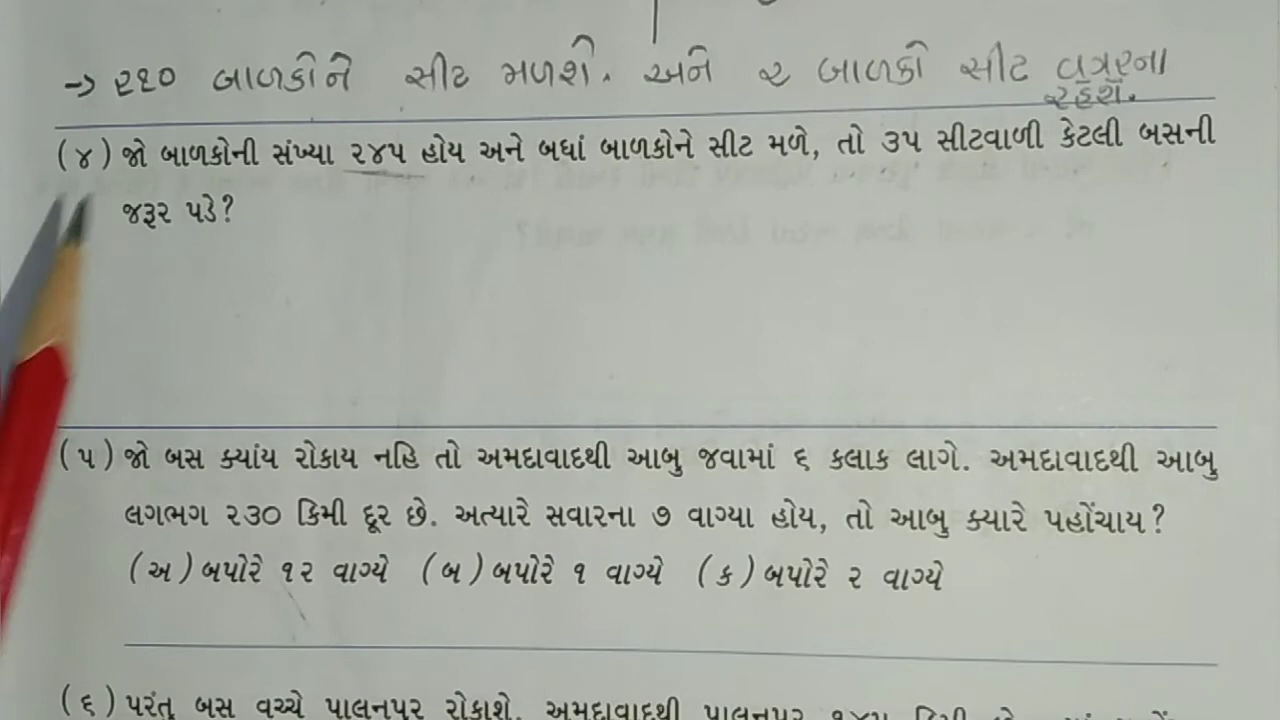 → ૨૧૦ બાળકોને સીટ મળશે. અને ૨ બાળકો સીટ વગરના
રહેશે.
(૪) જો બાળકોની સંખ્યા ૨૪૫ હોય અને બધાં બાળકોને સીટ મળે, તો ૩૫ સીટવાળી કેટલી બસની
જરૂર પડે?
(૫) જો બસ ક્યાંય રોકાય નહિ તો અમદાવાદથી આબુ જવામાં ૬ કલાક લાગે. અમદાવાદથી આબુ
લગભગ ૨૩૦ કિમી દૂર છે. અત્યારે સવારના ૭ વાગ્યા હોય, તો આબુ ક્યારે પહોંચાય?
(અ) બપોરે ૧૨ વાગ્યે (બ) બપોરે ૧ વાગ્યે (ક) બપોરે ૨ વાગ્યે
(૬) પરંતુ બસ વચ્ચે પાલનપુર રોકાશે. અમદાવાદથી પાલનપુર ૧૪૫ કિમી